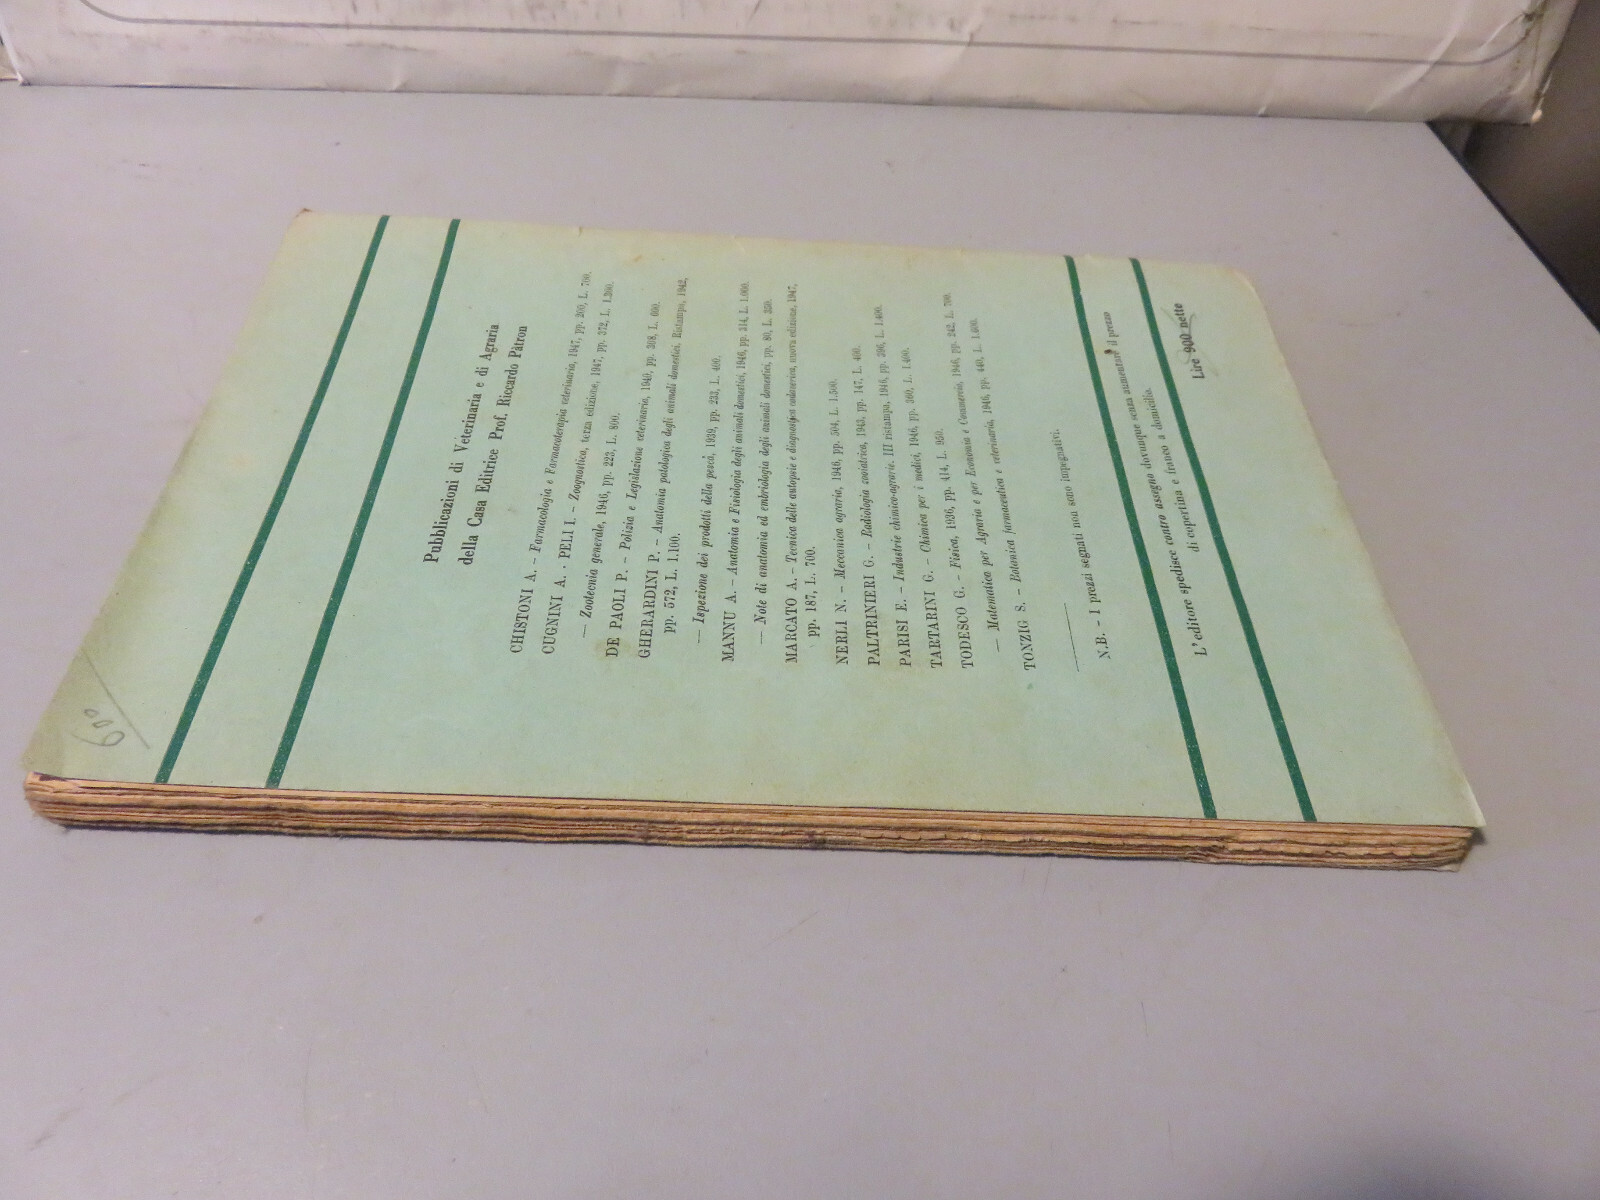 600
Pubblicazioni di Veterinaria e di Agraria
della Casa Editrice Prof. Riccardo Pàtron
CHISTONI A. – Farmacologia e Farmacoterapia veterinaria, 1947, pp. 200, L. 700.
CUGNINI A. - PELI I. – Zoognostica, terza edizione, 1947, pp. 372, L. 1.300.
— Zootecnia generale, 1946, pp. 223, L. 800.
DE PAOLI P. – Polizia e Legislazione veterinaria, 1940, pp. 308, L. 600.
GHERARDINI P. – Anatomia patologica degli animali domestici. Ristampa, 1942,
pp. 572, L. 1.100.
— Ispezione dei prodotti della pesca, 1939, pp. 233, L. 400.
MANNU A. – Anatomia e Fisiologia degli animali domestici, 1946, pp. 314, L. 1.000.
— Note di anatomia ed embriologia degli animali domestici, pp. 80, L. 350.
MARCATO A. – Tecnica delle autopsie e diagnostica cadaverica, nuova edizione, 1947,
pp. 187, L. 700.
NERLI N. – Meccanica agraria, 1946, pp. 504, L. 1.500.
PALTRINIERI G. – Radiologia zooiatrica, 1943, pp. 147, L. 400.
PARISI E. – Industrie chimico-agrarie. III ristampa, 1946, pp. 396, L. 1.400.
TARTARINI G. – Chimica per i medici, 1946, pp. 360, L. 1.400.
TODESCO G. – Fisica, 1936, pp. 414, L. 950.
— Matematica per Agraria e per Economia e Commercio, 1946, pp. 242, L. 700.
TONZIG S. – Botanica farmaceutica e veterinaria, 1946, pp. 440, L. 1.600.
N.B. - I prezzi segnati non sono impegnativi.
L'editore spedisce contro assegno dovunque senza aumentare il prezzo
di copertina e franco a domicilio.
Lire 900 nette